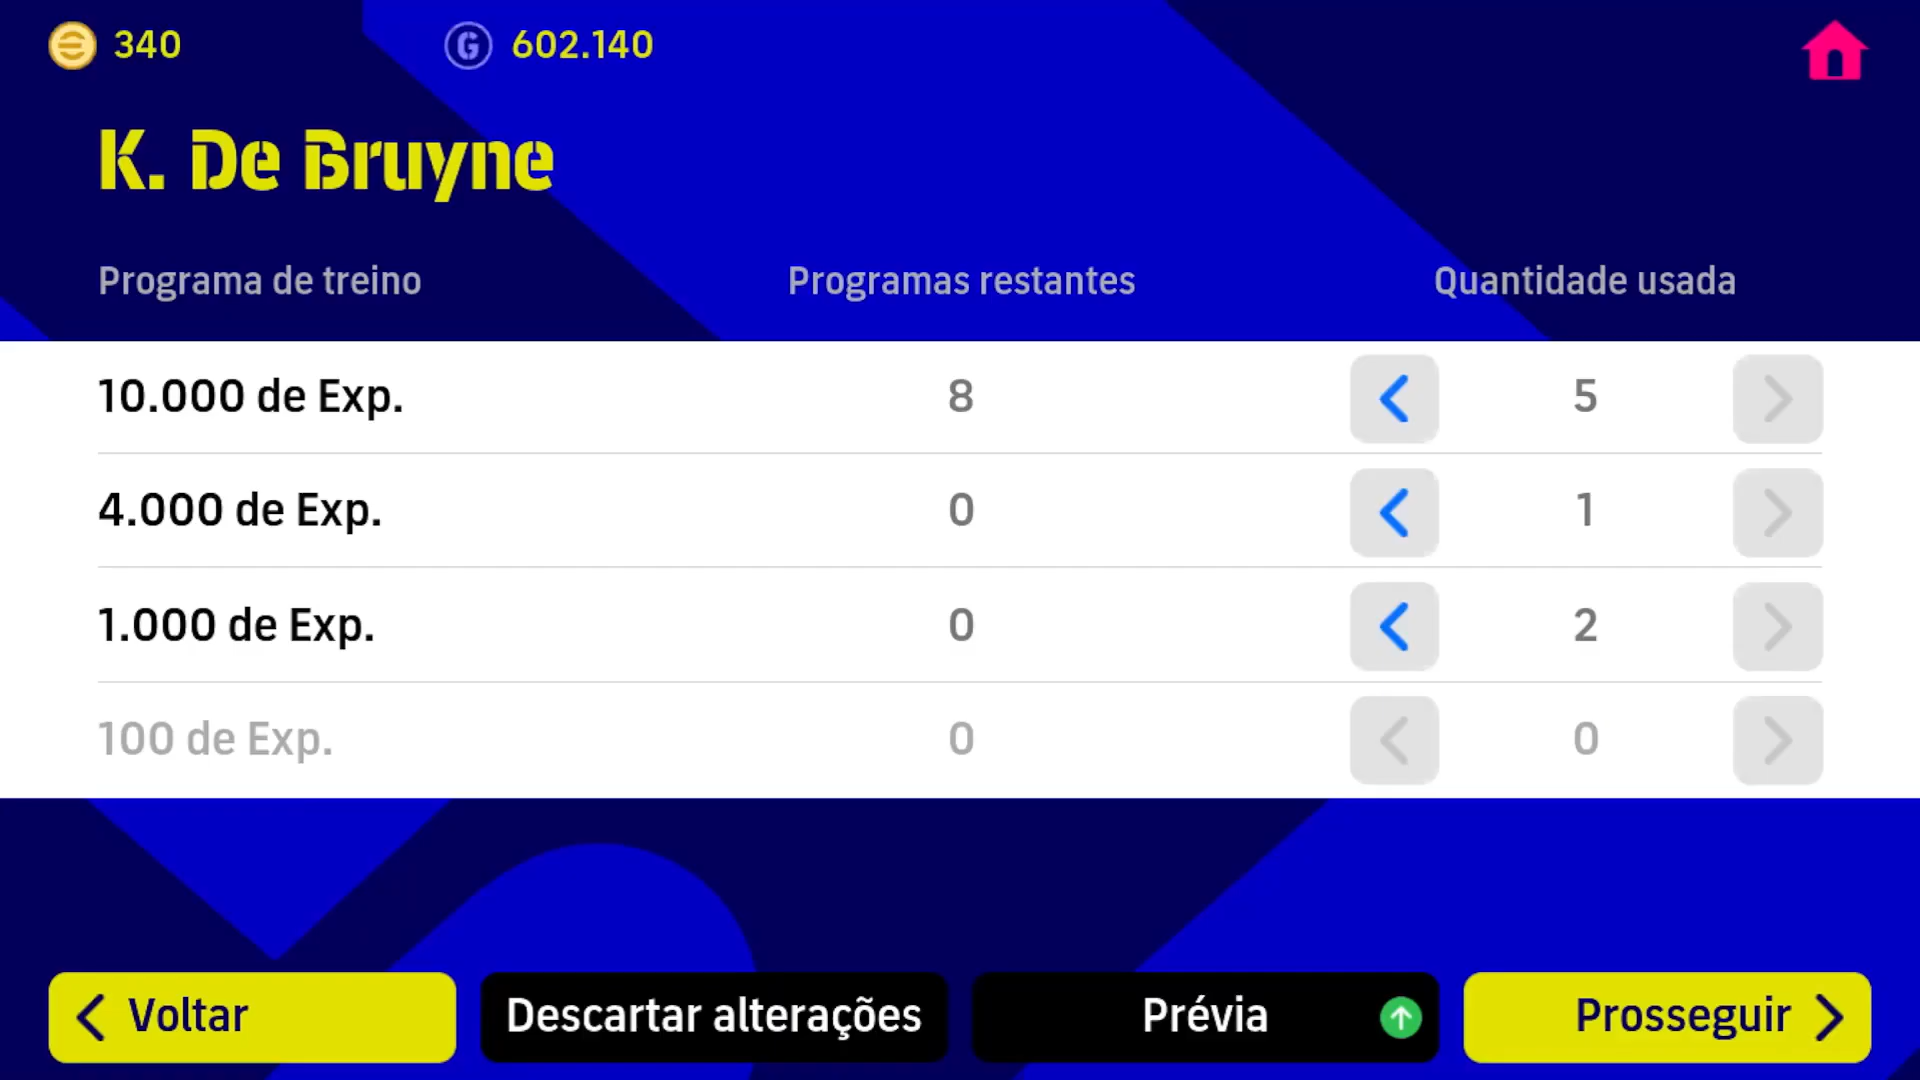 340
602.140
K. De Bruyne
Programa de treino Programas restantes Quantidade usada
10.000 de Exp. 8 5
4.000 de Exp. 0 1
1.000 de Exp. 0 2
100 de Exp. 0 0
Voltar Descartar alterações Prévia Prosseguir